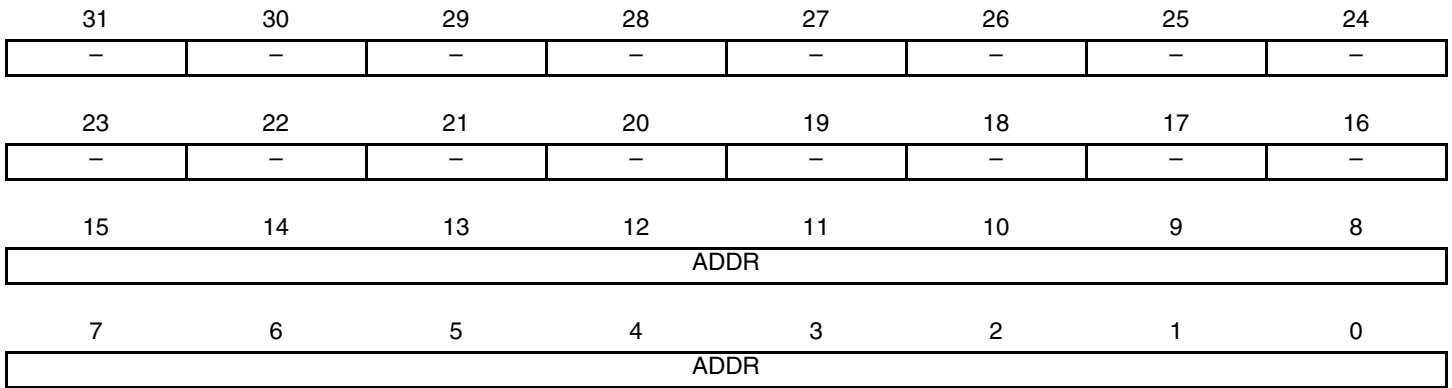 31 30 29 28 27 26 25 24
– – – – – – – –
23 22 21 20 19 18 17 16
– – – – – – – –
15 14 13 12 11 10 9 8
ADDR
7 6 5 4 3 2 1 0
ADDR